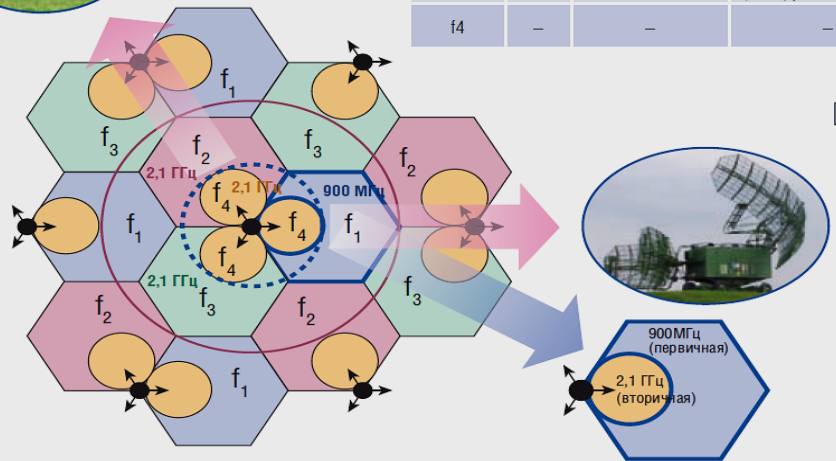 f4 – – –
f1
f3
f3
f2
f2
2,1 ГГц
2,1 ГГц
900 МГц
f4
f1
f4
f1
f4
2,1 ГГц
f3
f3
f2
f2
f1
900МГц
(первичная)
2,1 ГГц
(вторичная)